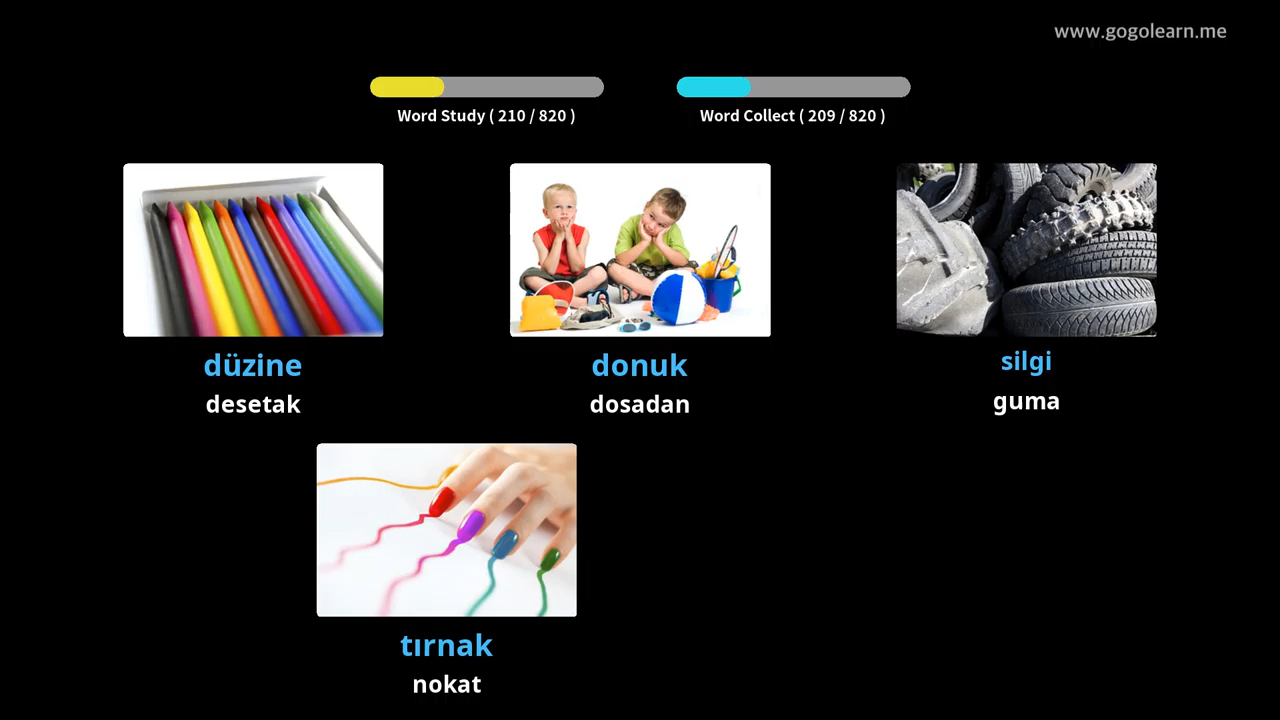 www.gogolearn.me
Word Study ( 210 / 820 )
Word Collect ( 209 / 820 )
düzine
desetak
donuk
dosadan
silgi
guma
tırnak
nokat